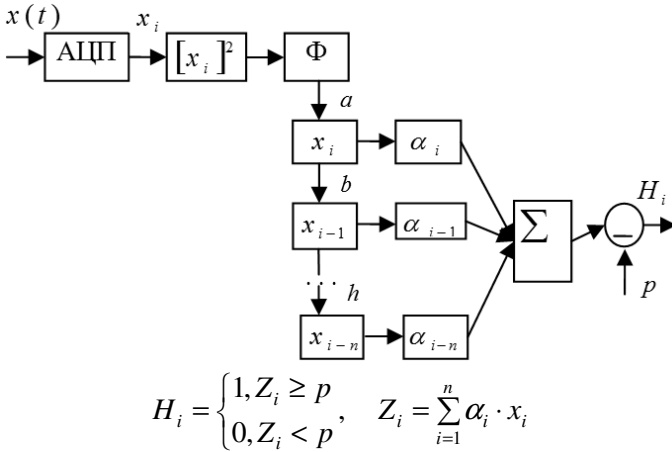 x(t)
x_i
АЦП
[x_i]²
Ф
a
x_i
α_i
b
x_{i-1}
α_{i-1}
Σ
H_i
−
p
... h
x_{i-n}
α_{i-n}
H_i = {1, Z_i ≥ p
0, Z_i < p, Z_i = \sum_{i=1}^{n} α_i · x_i